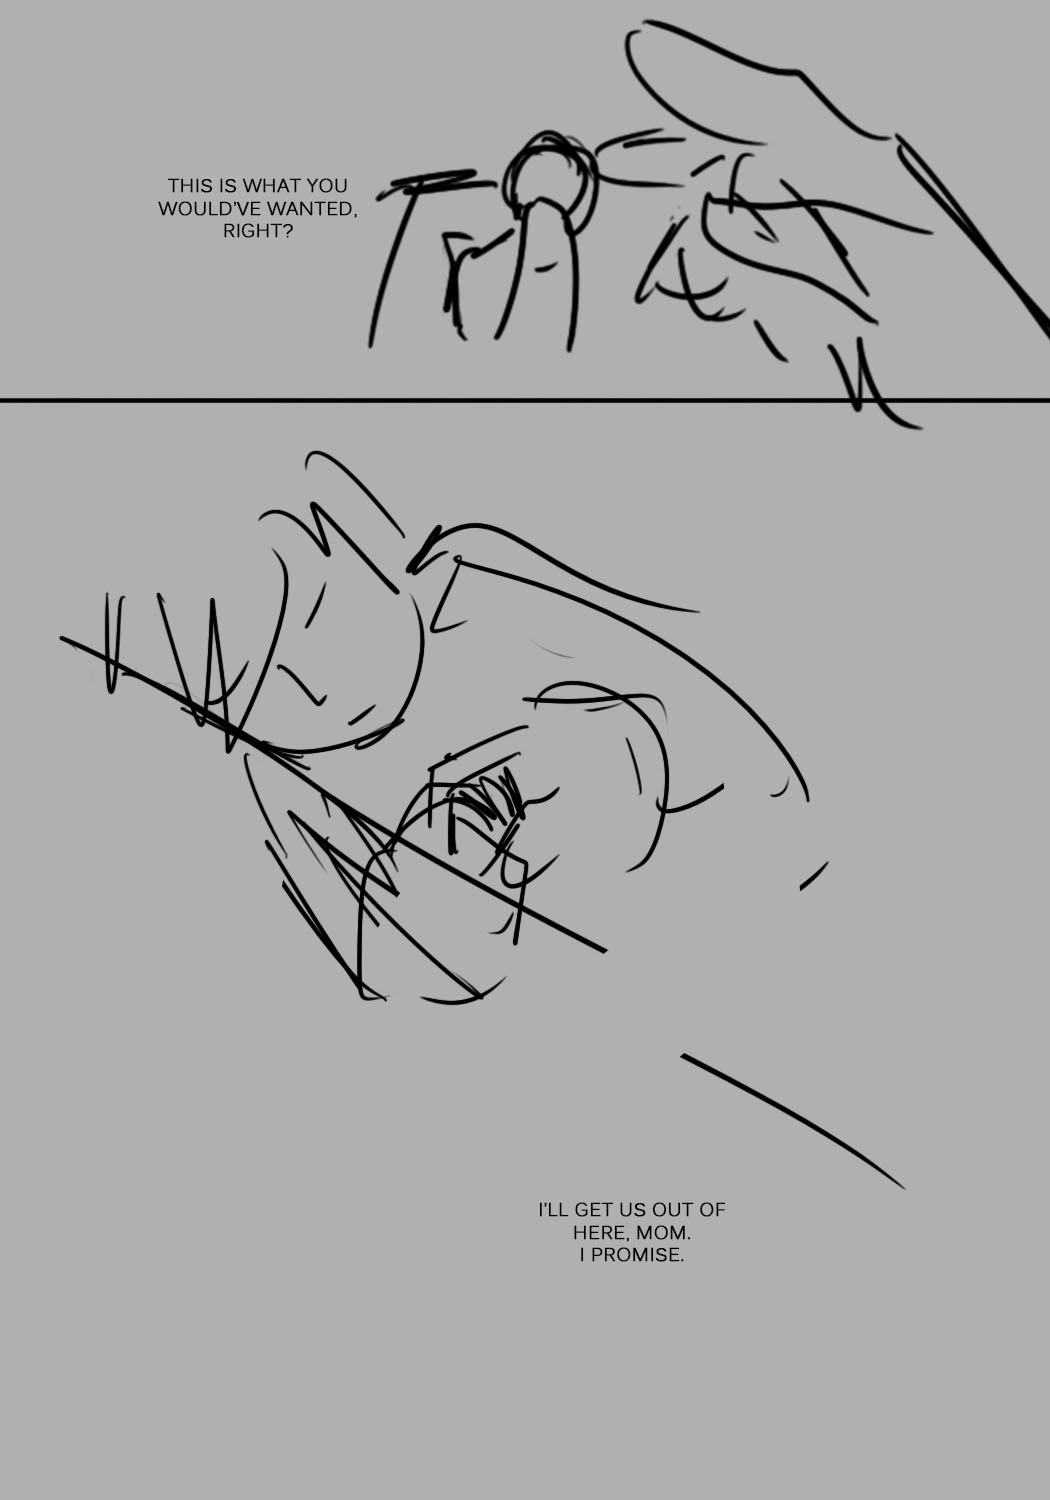 THIS IS WHAT YOU
WOULD'VE WANTED,
RIGHT?
I'LL GET US OUT OF
HERE, MOM.
I PROMISE.